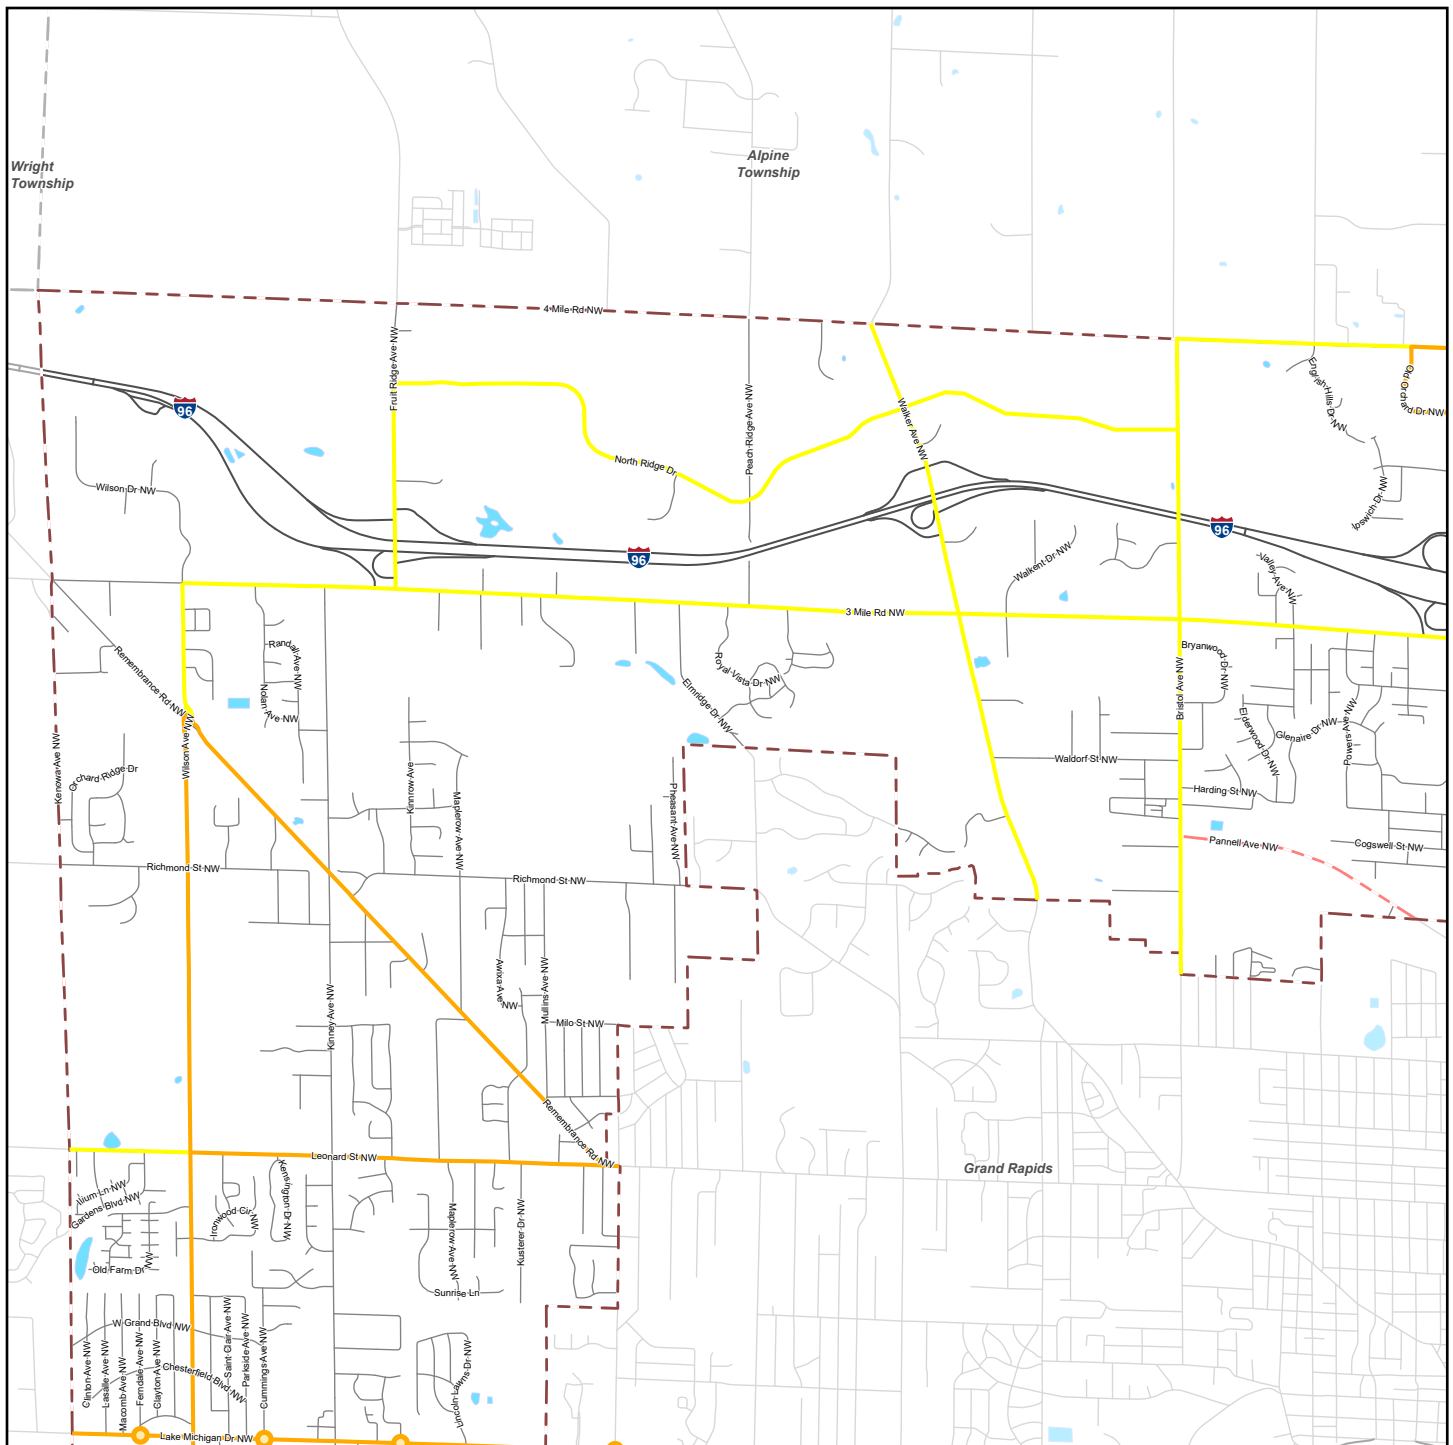 Wright
Township
Alpine
Township
4 Mile Rd NW
Fruit Ridge Ave NW
Peach Ridge Ave NW
Walker Ave NW
English Hills Dr NW
Old Orchard Dr NW
96
North Ridge Dr
Wilson Dr NW
Ipswich Dr NW
96
96
Walkent Dr NW
Valley Ave NW
3 Mile Rd NW
Remembrance Rd NW
Randall Ave NW
Nolan Ave NW
Royal Vista Dr NW
Elmridge Dr NW
Bryanwood Dr NW
Bristol Ave NW
Elderwood Dr NW
Glenaire Dr NW
Powers Ave NW
Kenowa Ave NW
Wilson Ave NW
Orchard Ridge Dr
Kinnrow Ave
Maplerow Ave NW
Pheasant Ave NW
Waldorf St NW
Harding St NW
Pannell Ave NW
Cogswell St NW
Richmond St NW
Richmond St NW
Awixa Ave NW
Mullins Ave NW
Milo St NW
Kinney Ave NW
Remembrance Rd NW
Leonard St NW
Grand Rapids
Kensington Dr NW
Ironwood Cir NW
Gardens Blvd NW
Maplerow Ave NW
Kusterer Dr NW
Old Farm Dr
NW
Sunrise Ln
W Grand Blvd NW
Clinton Ave NW
Lasalle Ave NW
Macomb Ave NW
Ferndale Ave NW
Clayton Ave NW
Chesterfield Blvd NW
Saint Clair Ave NW
Parkside Ave NW
Cummings Ave NW
Lincoln Lawns Dr NW
Lake Michigan Dr NW